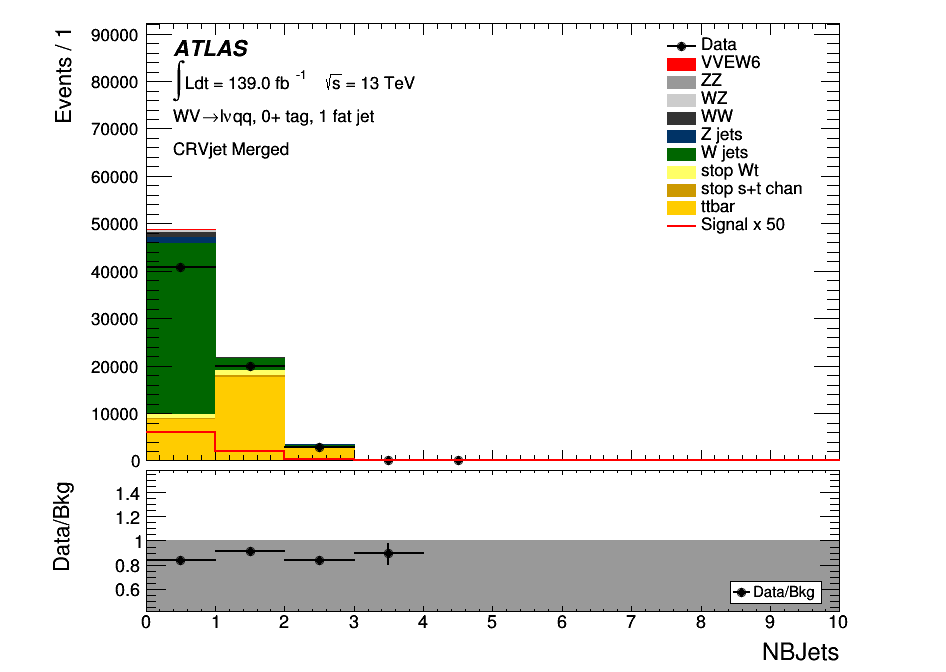 Events / 1
90000
80000
70000
60000
50000
40000
30000
20000
10000
0
ATLAS
∫Ldt = 139.0 fb⁻¹ √s = 13 TeV
WV→lνqq, 0+ tag, 1 fat jet
CRVjet Merged
Data
VVEW6
ZZ
WZ
WW
Z jets
W jets
stop Wt
stop s+t chan
ttbar
Signal x 50
Data/Bkg
1.4
1.2
1
0.8
0.6
Data/Bkg
0 1 2 3 4 5 6 7 8 9 10
NBJets